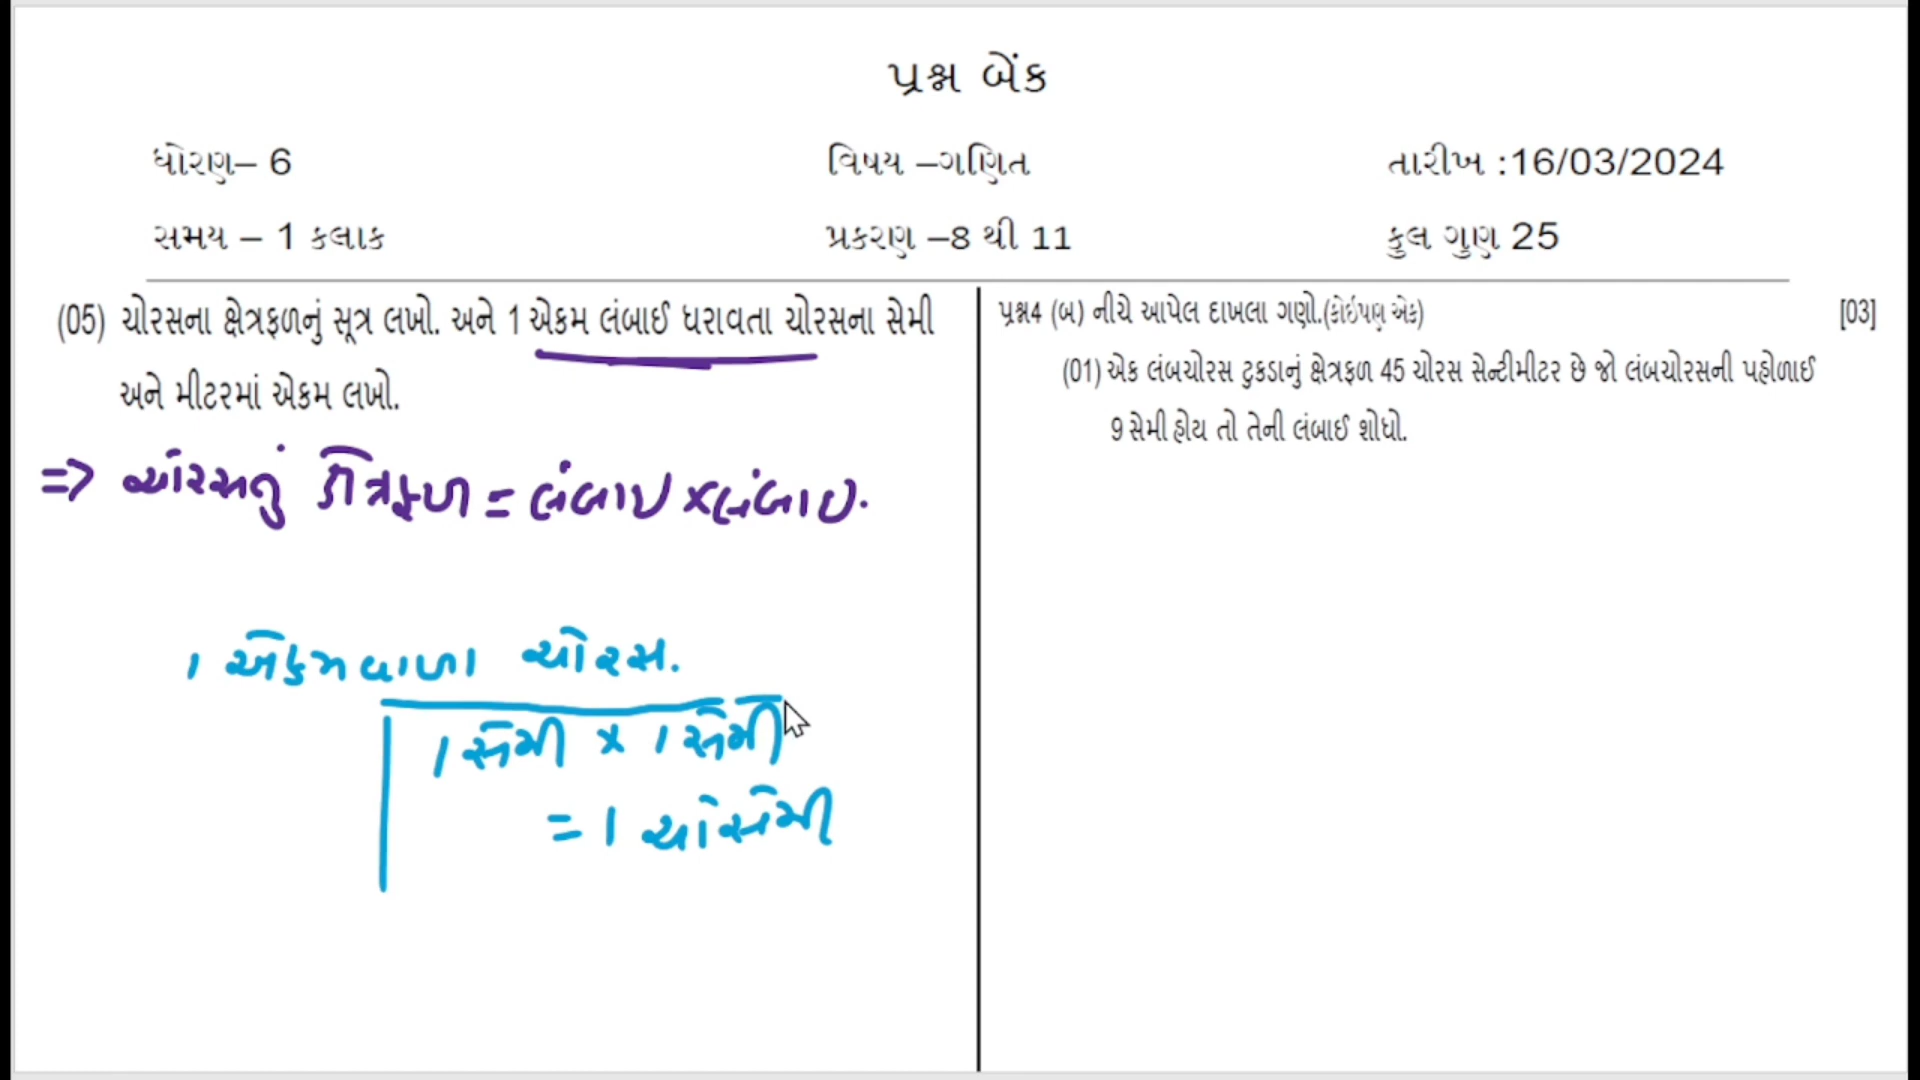 પ્રશ્ન બેંક
ધોરણ– 6 વિષય –ગણિત તારીખ :16/03/2024
સમય – 1 કલાક પ્રકરણ –8 થી 11 કુલ ગુણ 25
(05) ચોરસના ક્ષેત્રફળનું સૂત્ર લખો. અને 1 એકમ લંબાઈ ધરાવતા ચોરસના સેમી
અને મીટરમાં એકમ લખો.
=> ચોરસનું ક્ષેત્રફળ = લંબાઇ × લંબાઇ.
1 એકમવાળા ચોરસ.
1 સેમી × 1 સેમી
= 1 ચોસેમી
પ્રશ્ન4 (બ) નીચે આપેલ દાખલા ગણો.(કોઇપણ એક) [03]
(01) એક લંબચોરસ ટુકડાનું ક્ષેત્રફળ 45 ચોરસ સેન્ટીમીટર છે જો લંબચોરસની પહોળાઈ
9 સેમી હોય તો તેની લંબાઈ શોધો.